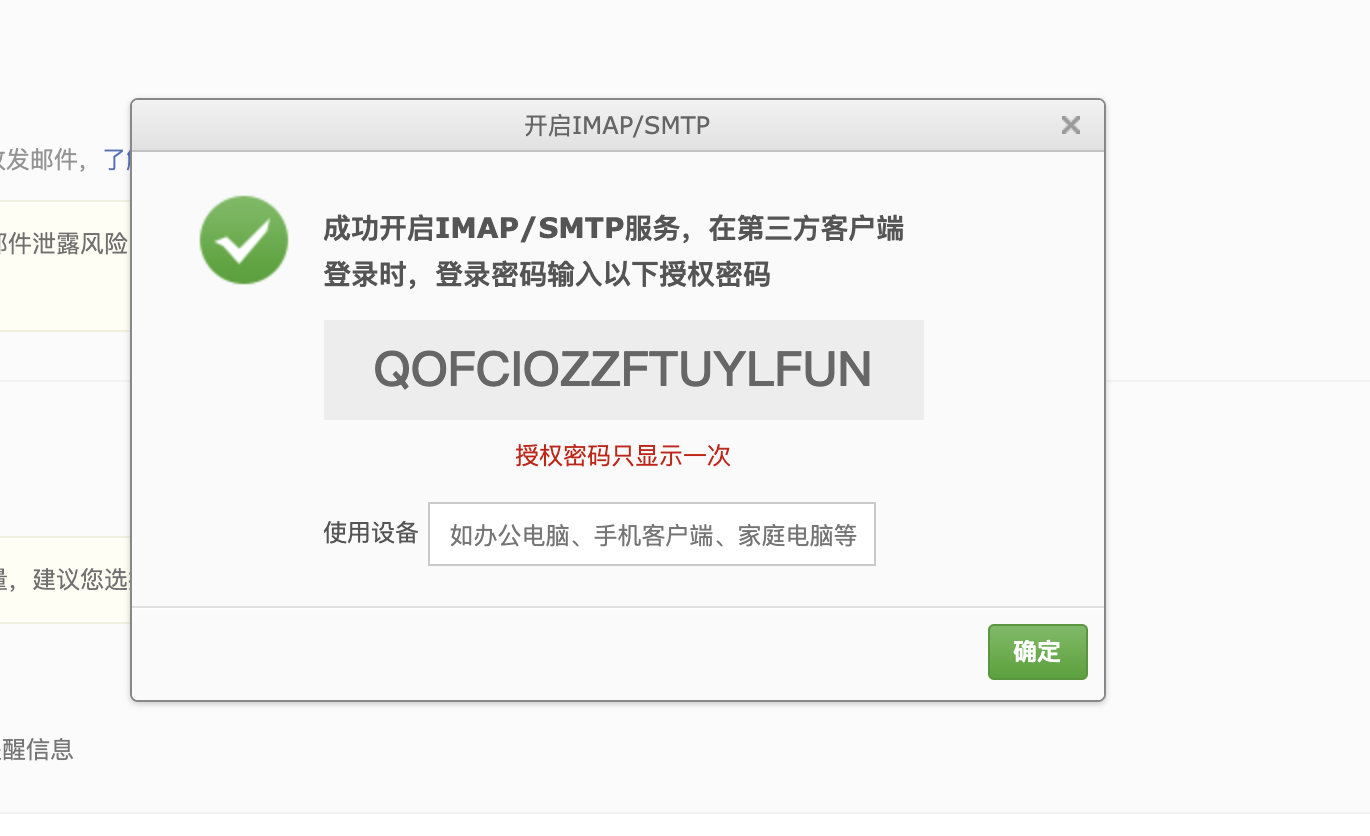 开启IMAP/SMTP
发邮件，了
邮件泄露风险
成功开启IMAP/SMTP服务，在第三方客户端
登录时，登录密码输入以下授权密码
QOFCIOZZFTUYLFUN
授权密码只显示一次
使用设备 如办公电脑、手机客户端、家庭电脑等
量，建议您选
确定
醒信息